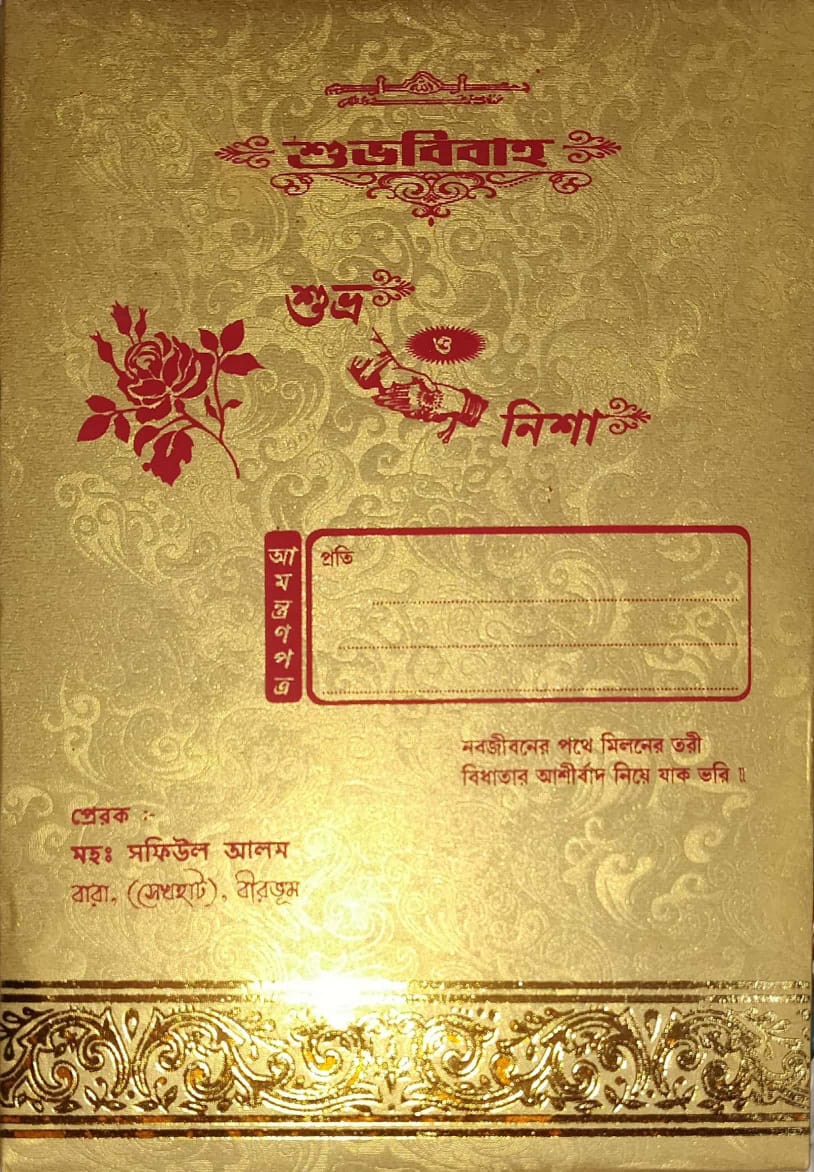 শুভবিবাহ
শুভ্র
ও
নিশা
আমন্ত্রণপত্র
প্রতি
নবজীবনের পথে মিলনের তরী
বিধাতার আশীর্বাদ নিয়ে যাক ভরি ॥
প্রেরক :-
মহঃ সফিউল আলম
বারা, (সেখহাট), বীরভূম